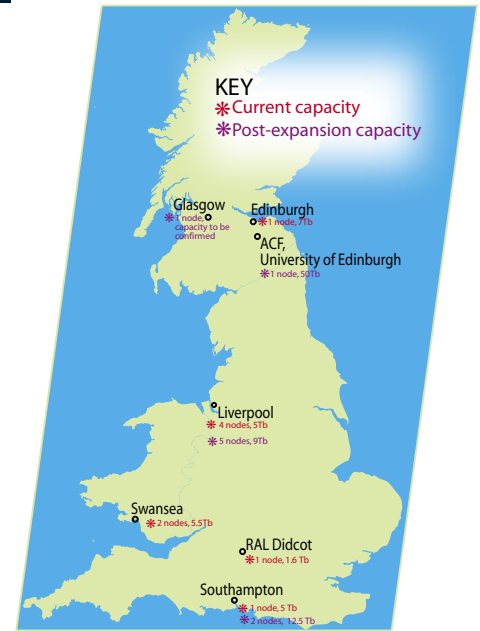 KEY
Current capacity
Post-expansion capacity
Glasgow
1 node,
capacity to be
confirmed
Edinburgh
1 node, 7Tb
ACF,
University of Edinburgh
1 node, 50Tb
Liverpool
4 nodes, 5Tb
5 nodes, 9Tb
Swansea
2 nodes, 5.5Tb
RAL Didcot
1 node, 1.6 Tb
Southampton
1 node, 5 Tb
2 nodes, 12.5 Tb